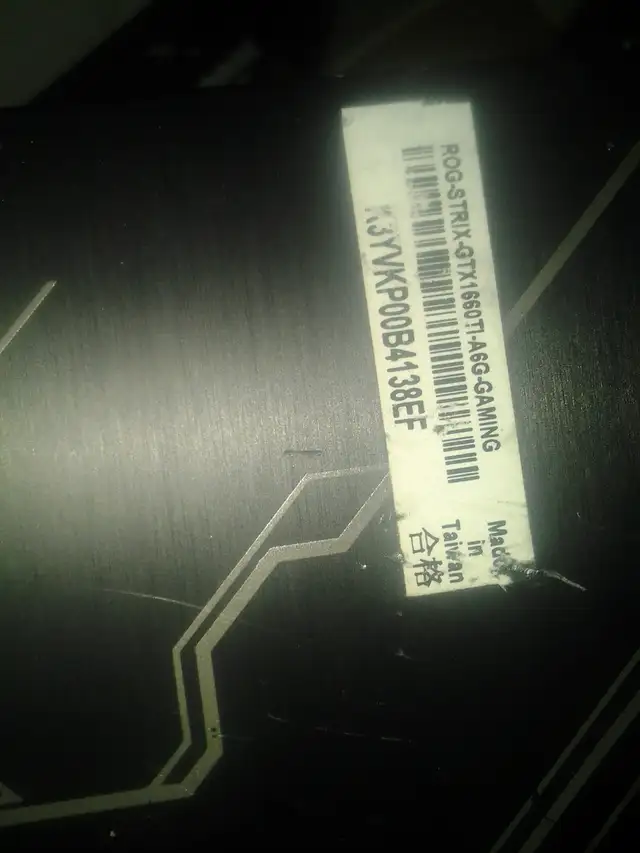 ROG-STRIX-GTX1660TI-A6G-GAMING
K3YVKP00B4138EF
Made
in
Taiwan
合格